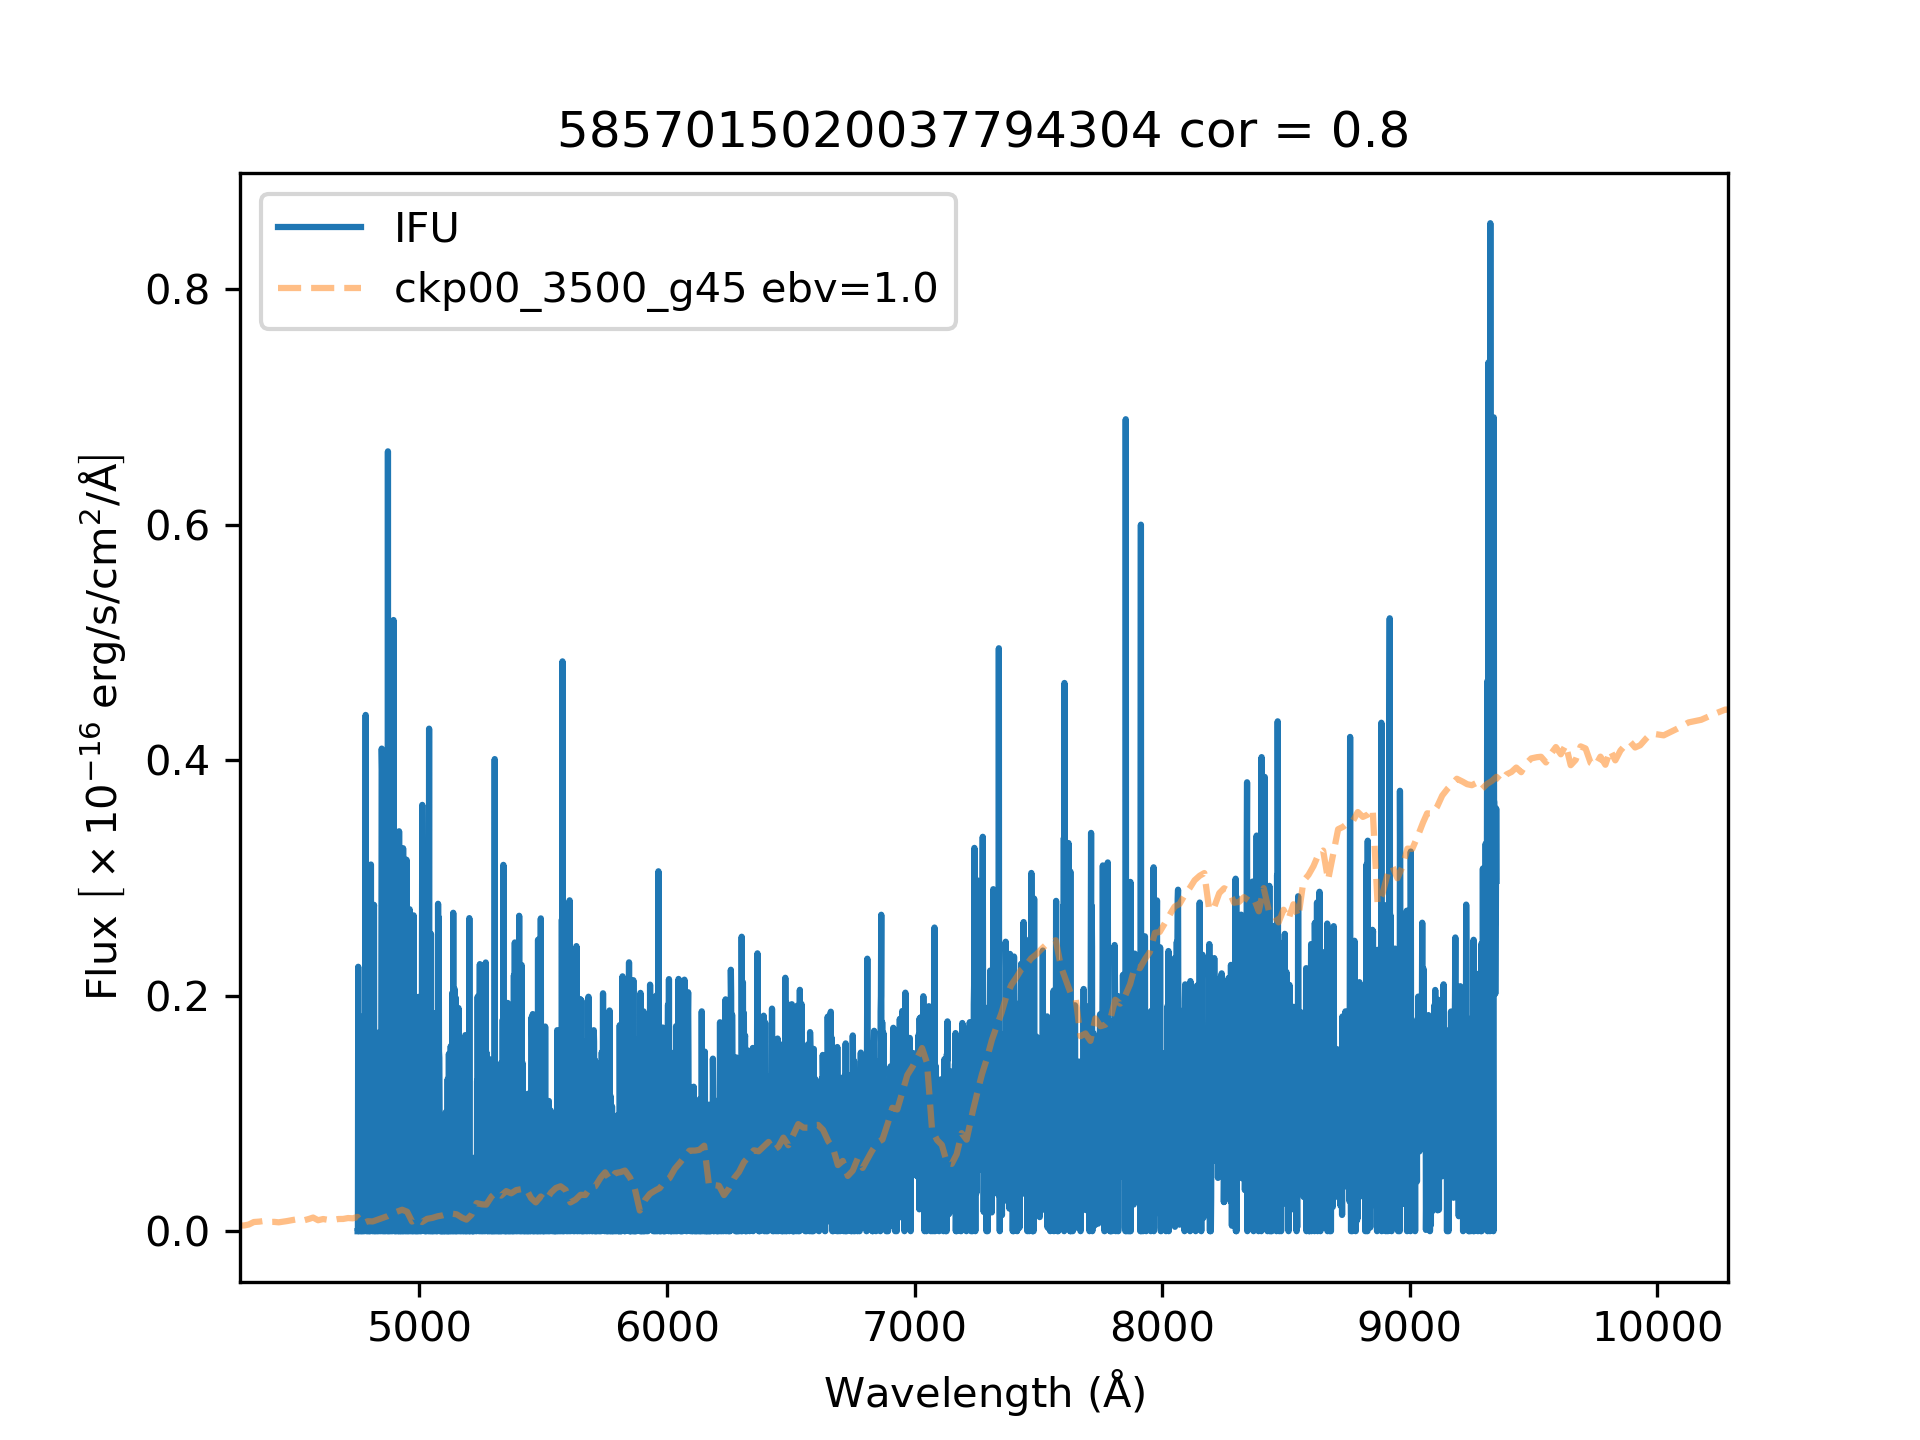 5857015020037794304 cor = 0.8
IFU
ckp00_3500_g45 ebv=1.0
Flux [×10⁻¹⁶ erg/s/cm²/Å]
0.8
0.6
0.4
0.2
0.0
5000 6000 7000 8000 9000 10000
Wavelength (Å)